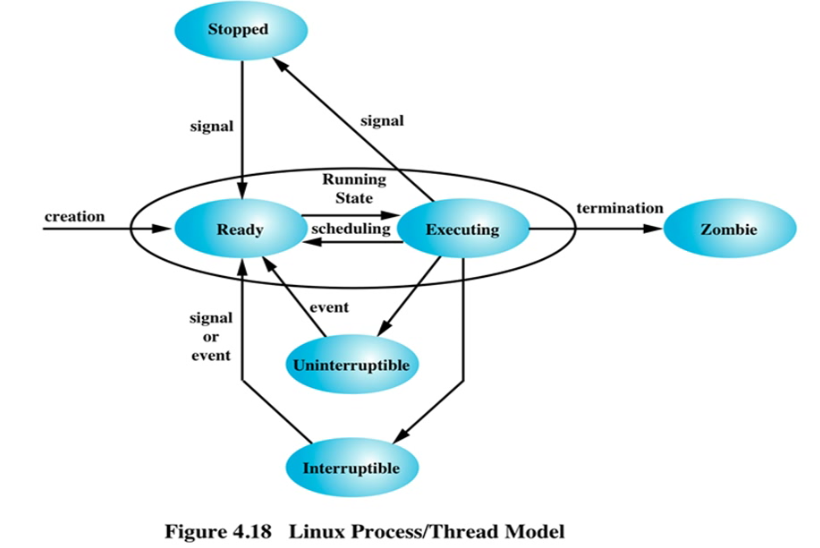 Stopped
signal
signal
Running
State
creation
termination
Ready
scheduling
Executing
Zombie
event
signal
or
event
Uninterruptible
Interruptible
Figure 4.18 Linux Process/Thread Model